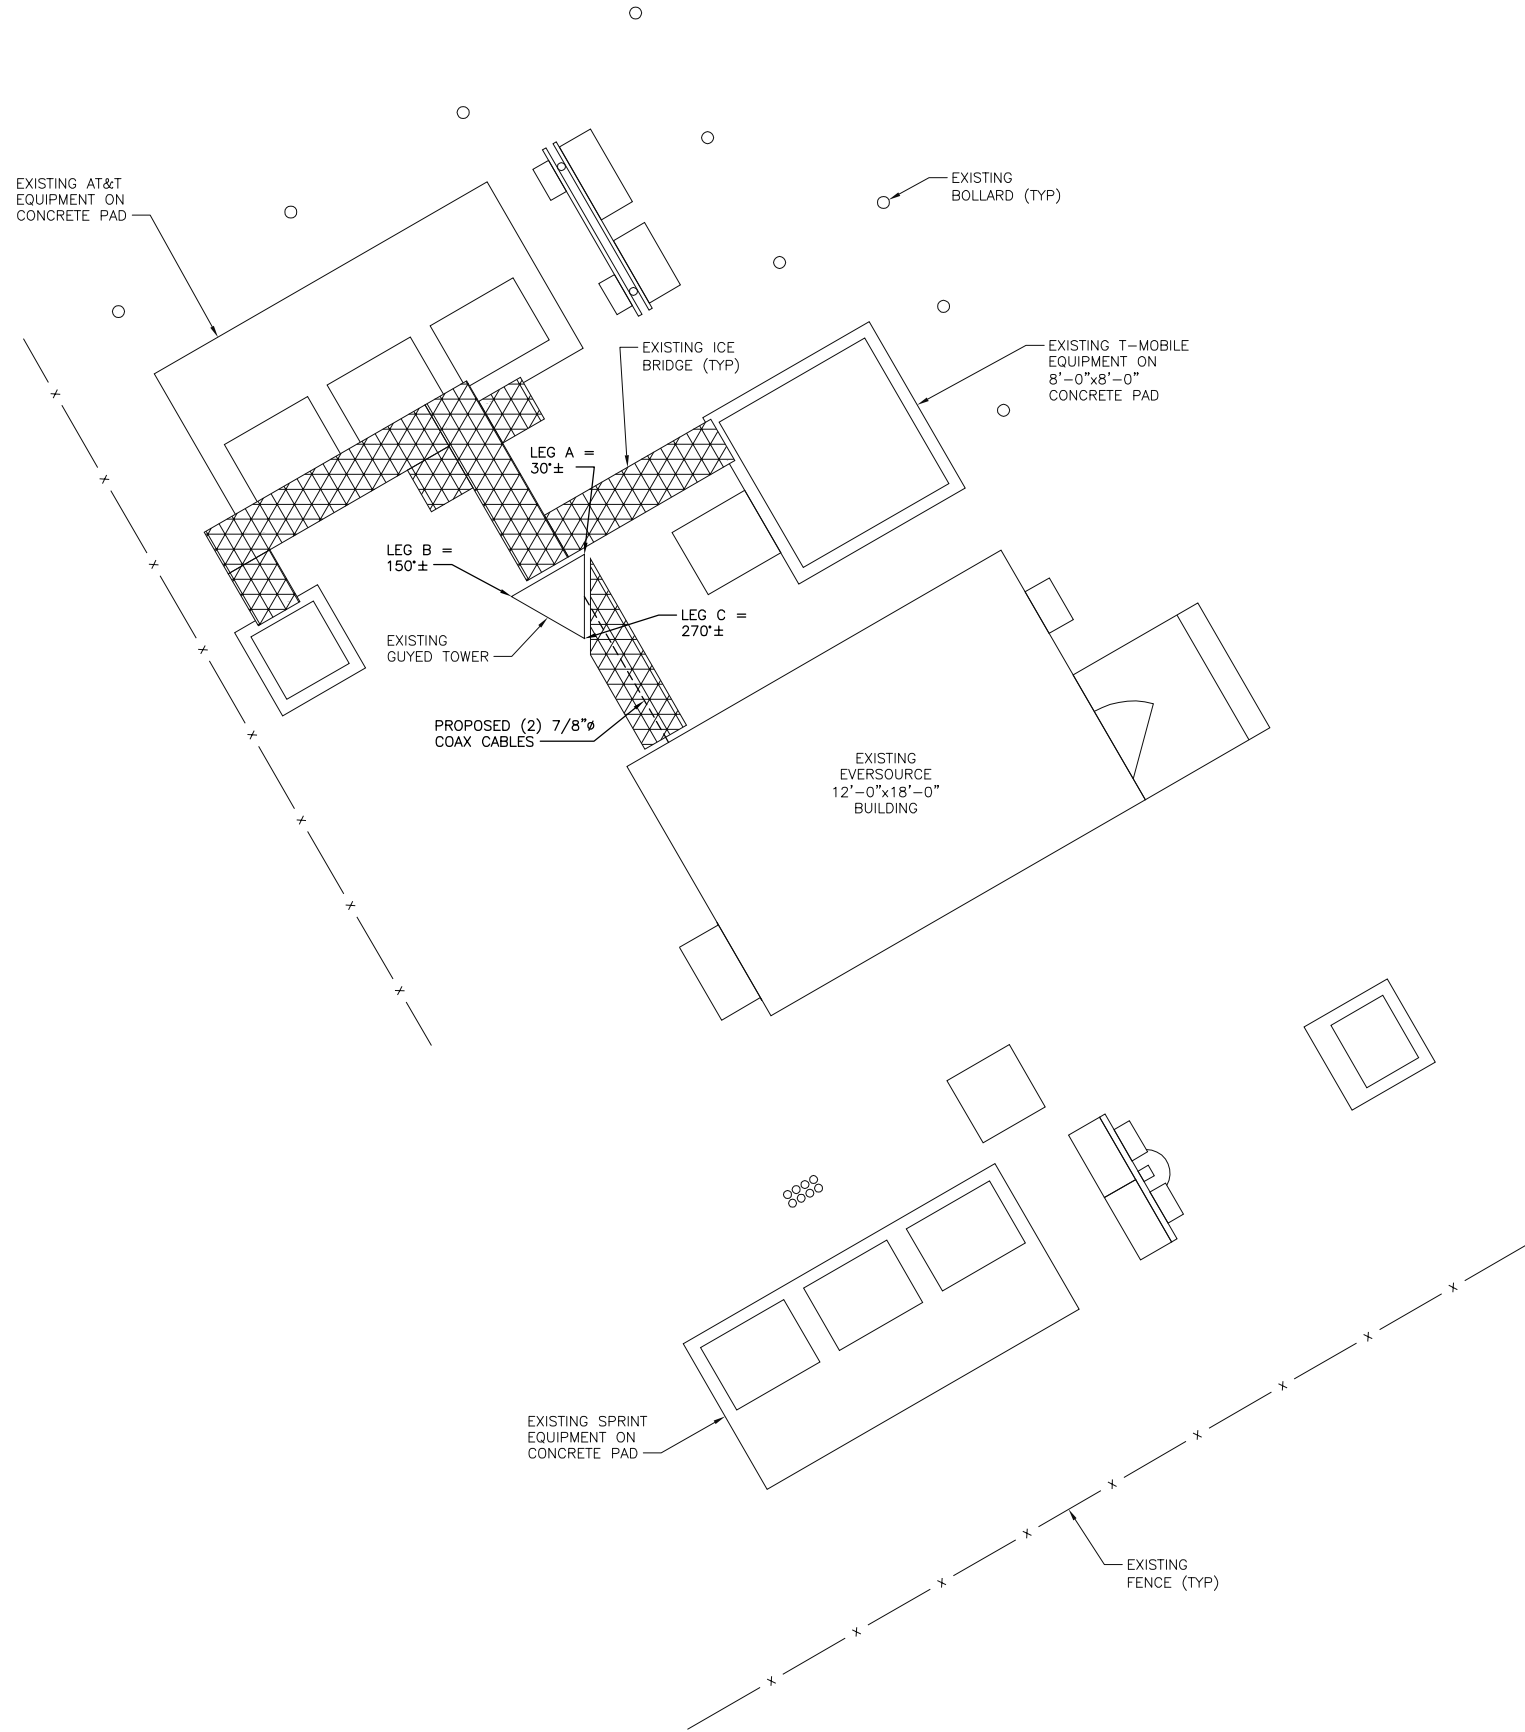 EXISTING AT&T
EQUIPMENT ON
CONCRETE PAD
EXISTING
BOLLARD (TYP)
EXISTING ICE
BRIDGE (TYP)
EXISTING T-MOBILE
EQUIPMENT ON
8'-0"x8'-0"
CONCRETE PAD
LEG A =
30°±
LEG B =
150°±
LEG C =
270°±
EXISTING
GUYED TOWER
PROPOSED (2) 7/8"ø
COAX CABLES
EXISTING
EVERSOURCE
12'-0"x18'-0"
BUILDING
EXISTING SPRINT
EQUIPMENT ON
CONCRETE PAD
EXISTING
FENCE (TYP)